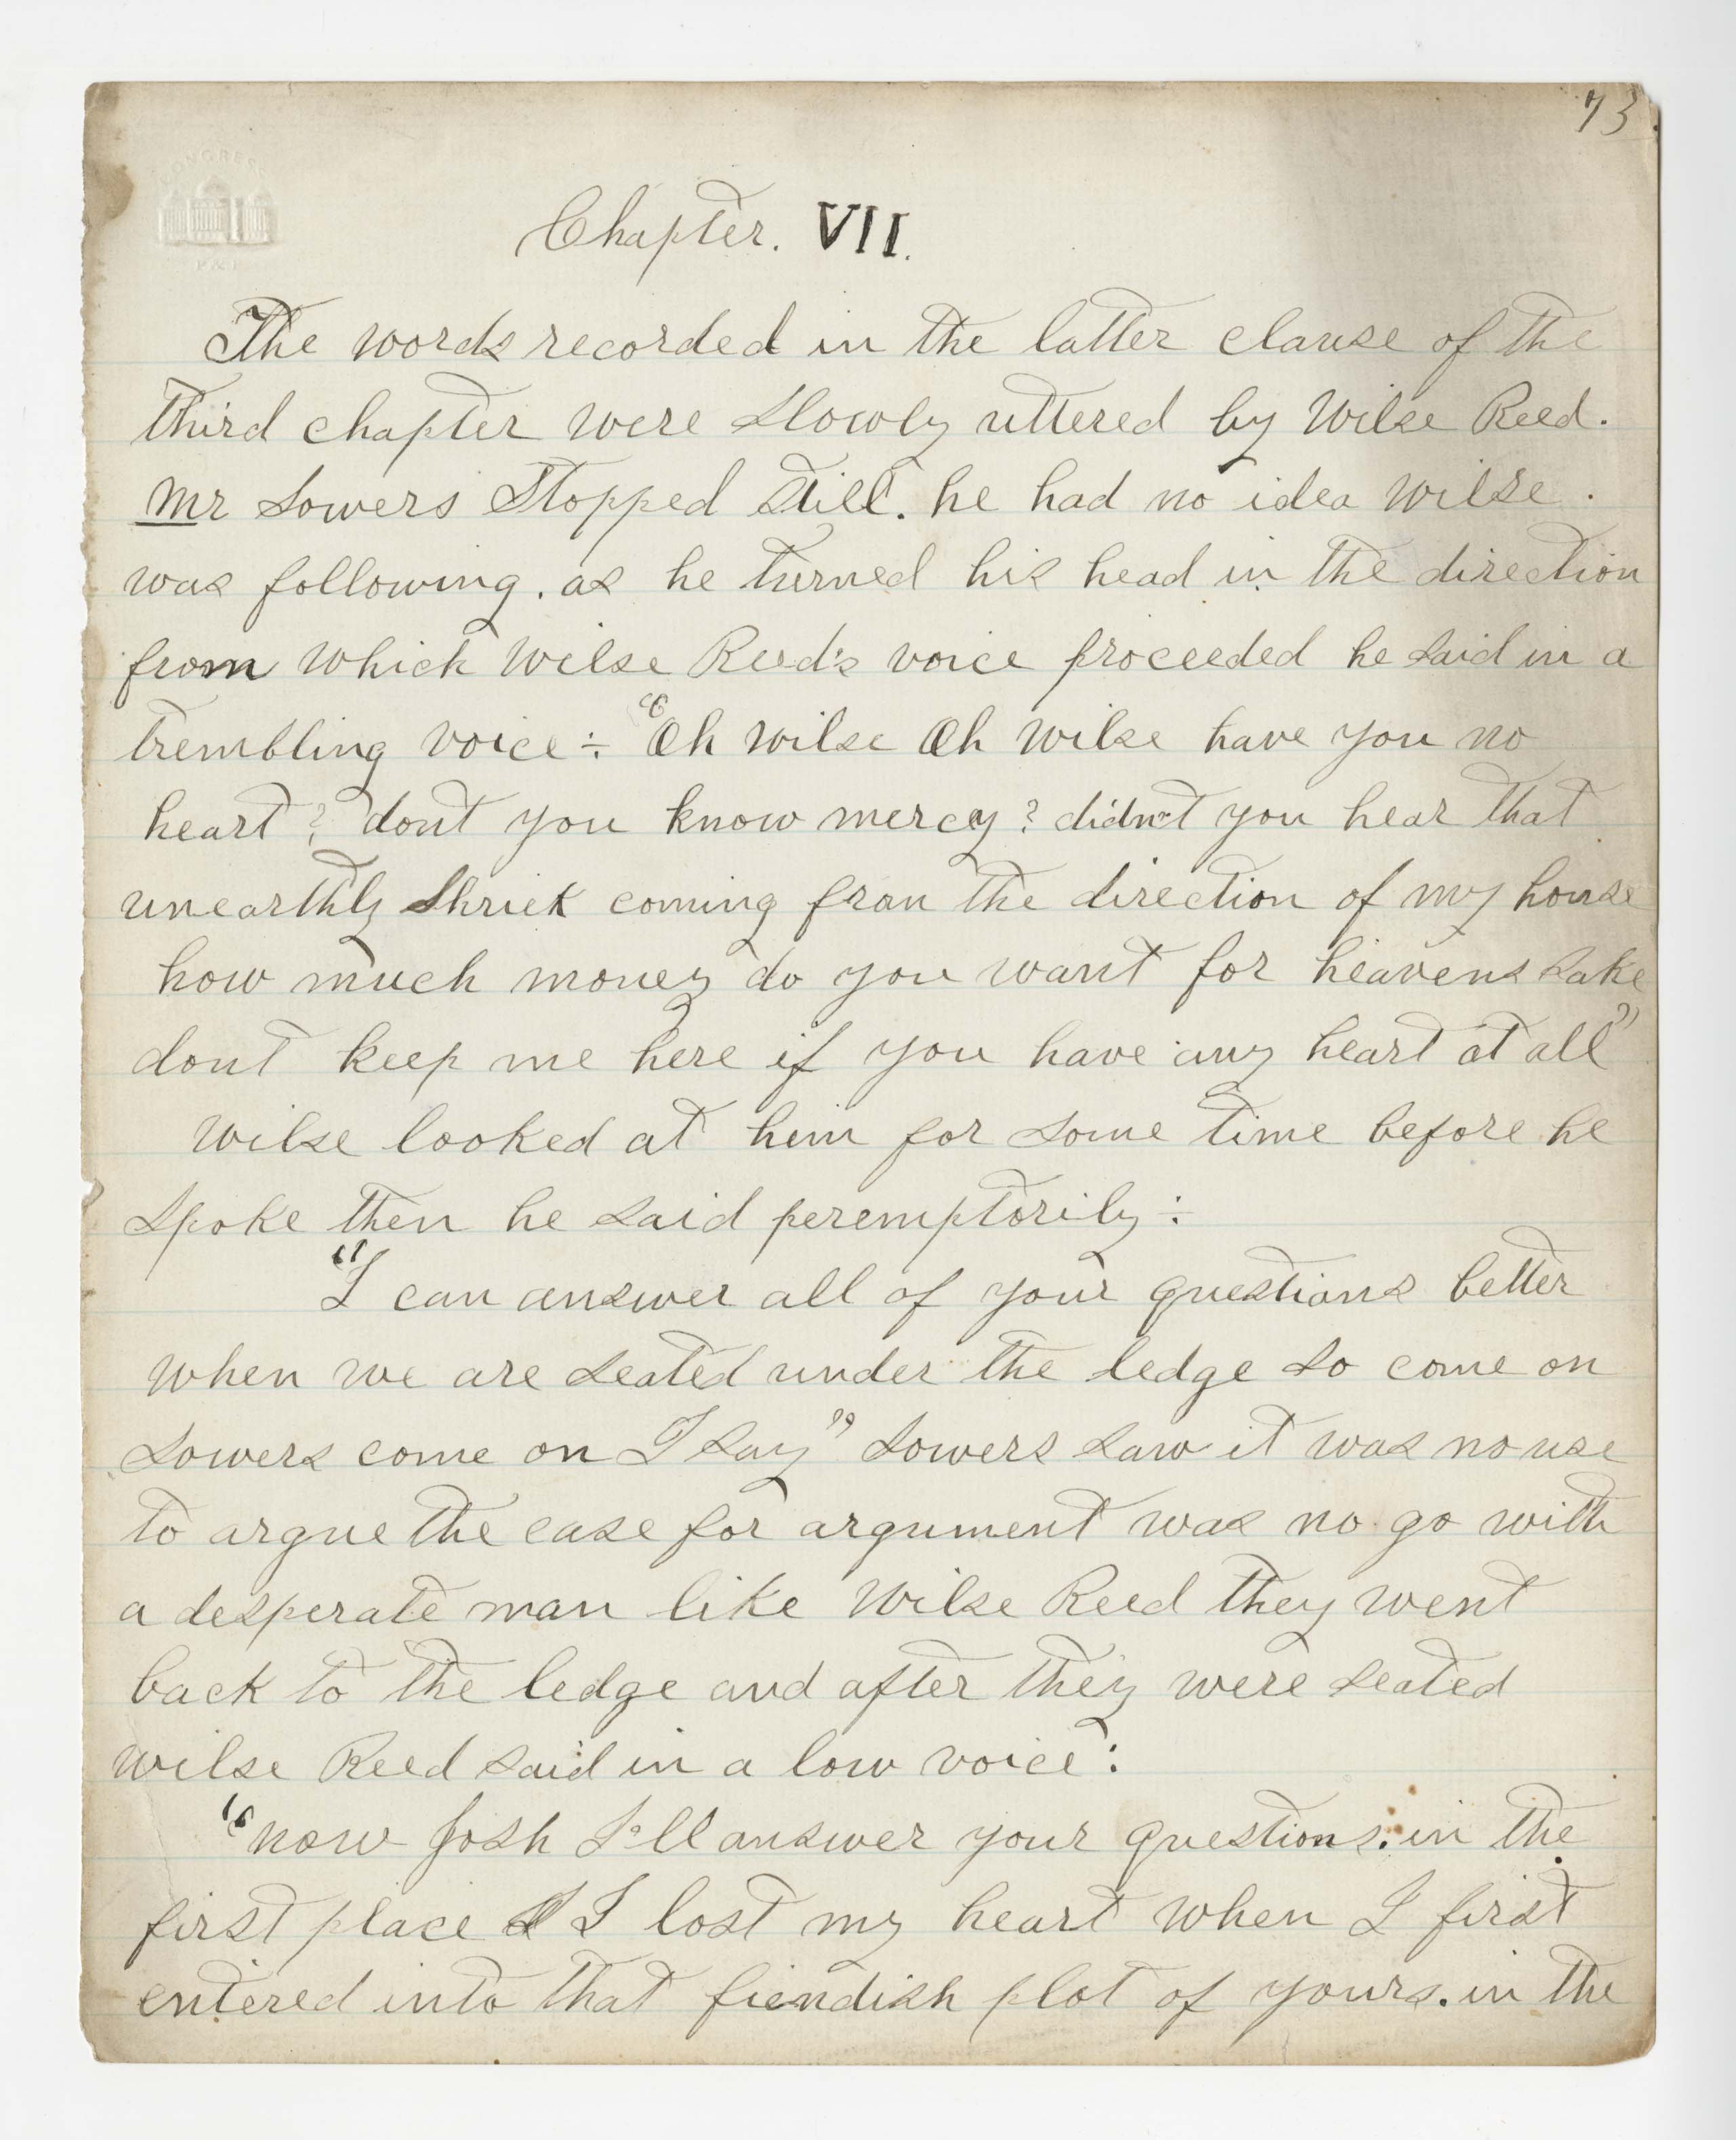 73
CONGRESS
P & P
Chapter. VII.
The words recorded in the latter clause of the
third chapter were slowly uttered by Wilse Reed.
Mr Sowers Stopped still. he had no idea Wilse.
was following. as he turned his head in the direction
from which Wilse Reed's voice proceeded he said in a
trembling voice÷ "Oh Wilse Oh Wilse have you no
heart? dont you know mercy? didn't you hear that
unearthly shriek coming from the direction of my house
how much money do you want for heavens sake
dont keep me here if you have any heart at all"
Wilse looked at him for some time before he
spoke then he said peremptorily÷
"I can answer all of your questions better
when we are seated under the ledge so come on
Sowers come on I say" Sowers saw it was no use
to argue the case for argument was no go with
a desperate man like Wilse Reed they went
back to the ledge and after they were seated
Wilse Reed said in a low voice:
"now Josh I'll answer your questions. in the
first place I I lost my heart when I first
entered into that fiendish plot of yours. in the